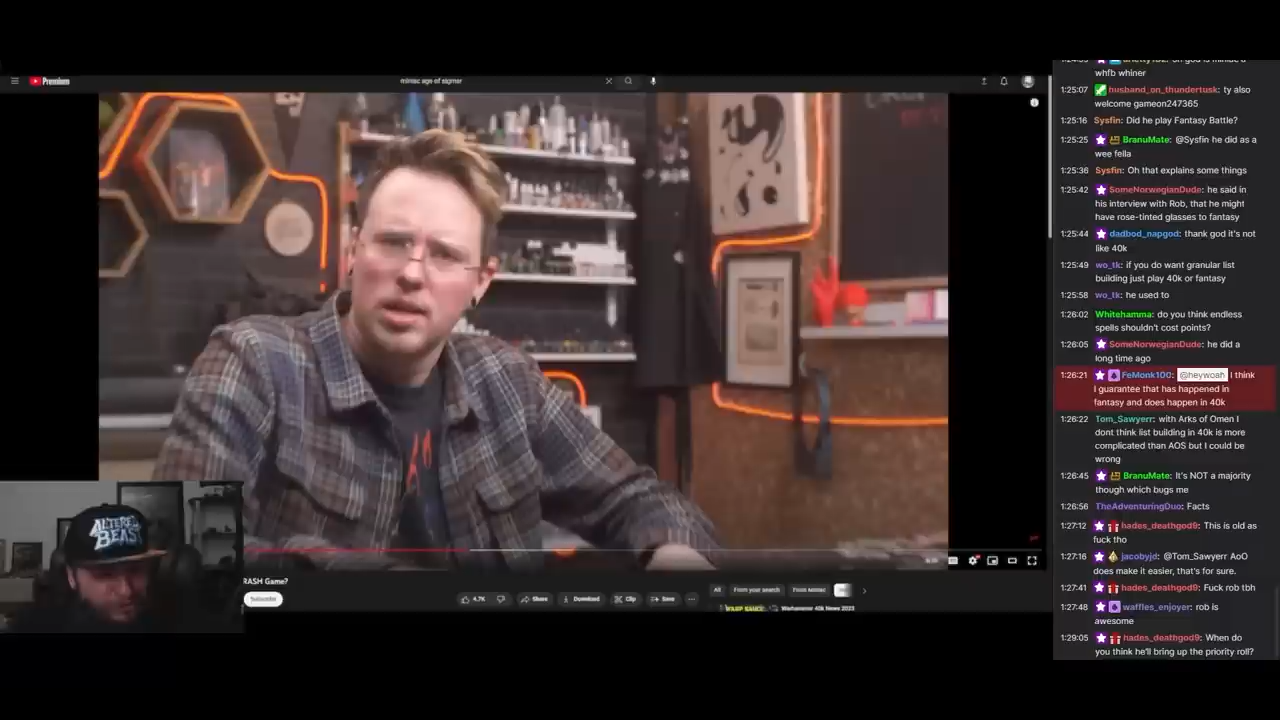 Premium
miniac age of sigmar
RASH Game?
Subscribe
4.7K
Share
Download
Clip
Save
All
From your search
From Miniac
Warhammer 40k News 2023
ALTERED
BEAST
whfb whiner
1:25:07 husband_on_thundertusk: ty also
welcome gameon247365
1:25:16 Sysfin: Did he play Fantasy Battle?
1:25:25 BranuMate: @Sysfin he did as a
wee fella
1:25:36 Sysfin: Oh that explains some things
1:25:42 SomeNorwegianDude: he said in
his interview with Rob, that he might
have rose-tinted glasses to fantasy
1:25:44 dadbod_napgod: thank god it's not
like 40k
1:25:49 wo_tk: if you do want granular list
building just play 40k or fantasy
1:25:58 wo_tk: he used to
1:26:02 Whitehamma: do you think endless
spells shouldn't cost points?
1:26:05 SomeNorwegianDude: he did a
long time ago
1:26:21 FeMonk100: @heywoah I think
I guarantee that has happened in
fantasy and does happen in 40k
1:26:22 Tom_Sawyerr: with Arks of Omen I
dont think list building in 40k is more
complicated than AOS but I could be
wrong
1:26:45 BranuMate: It's NOT a majority
though which bugs me
1:26:56 TheAdventuringDuo: Facts
1:27:12 hades_deathgod9: This is old as
fuck tho
1:27:16 jacobyjd: @Tom_Sawyerr AoO
does make it easier, that's for sure.
1:27:41 hades_deathgod9: Fuck rob tbh
1:27:48 waffles_enjoyer: rob is
awesome
1:29:05 hades_deathgod9: When do
you think he'll bring up the priority roll?